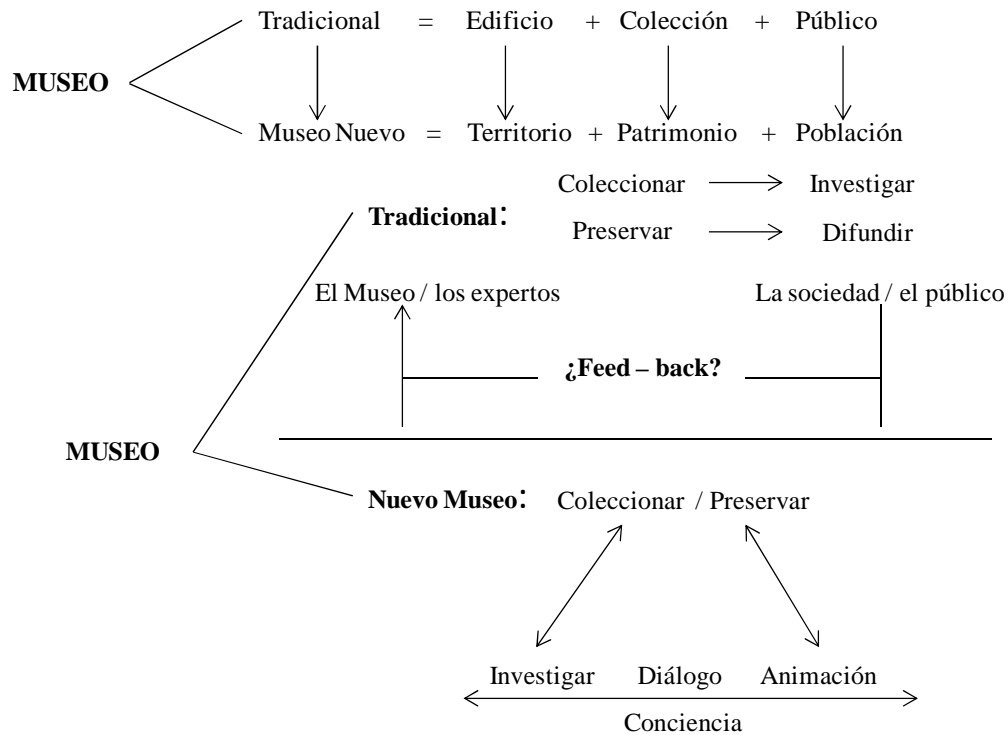 Tradicional = Edificio + Colección + Público
MUSEO
Museo Nuevo = Territorio + Patrimonio + Población
Coleccionar Investigar
Tradicional:
Preservar Difundir
El Museo / los expertos La sociedad / el público
¿Feed – back?
MUSEO
Nuevo Museo: Coleccionar / Preservar
Investigar Diálogo Animación
Conciencia